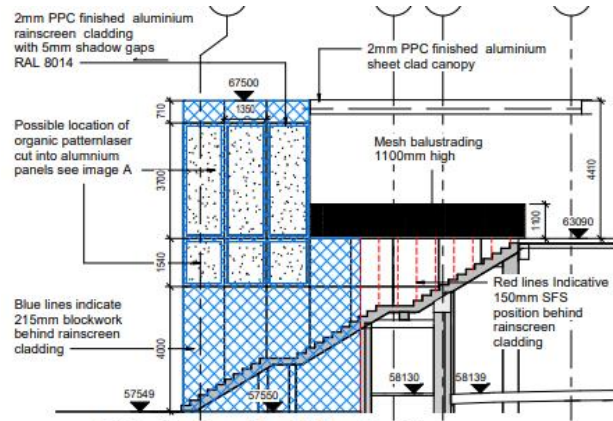 2mm PPC finished aluminium
rainscreen cladding
with 5mm shadow gaps
RAL 8014
2mm PPC finished aluminium
sheet clad canopy
67500
710
1350
Possible location of
organic patternlaser
cut into alumnium
panels see image A
Mesh balustrading
1100mm high
3700
4410
1100
63090
1540
Blue lines indicate
215mm blockwork
behind rainscreen
cladding
Red lines Indicative
150mm SFS
position behind
rainscreen
cladding
4000
57549
57550
58130
58139